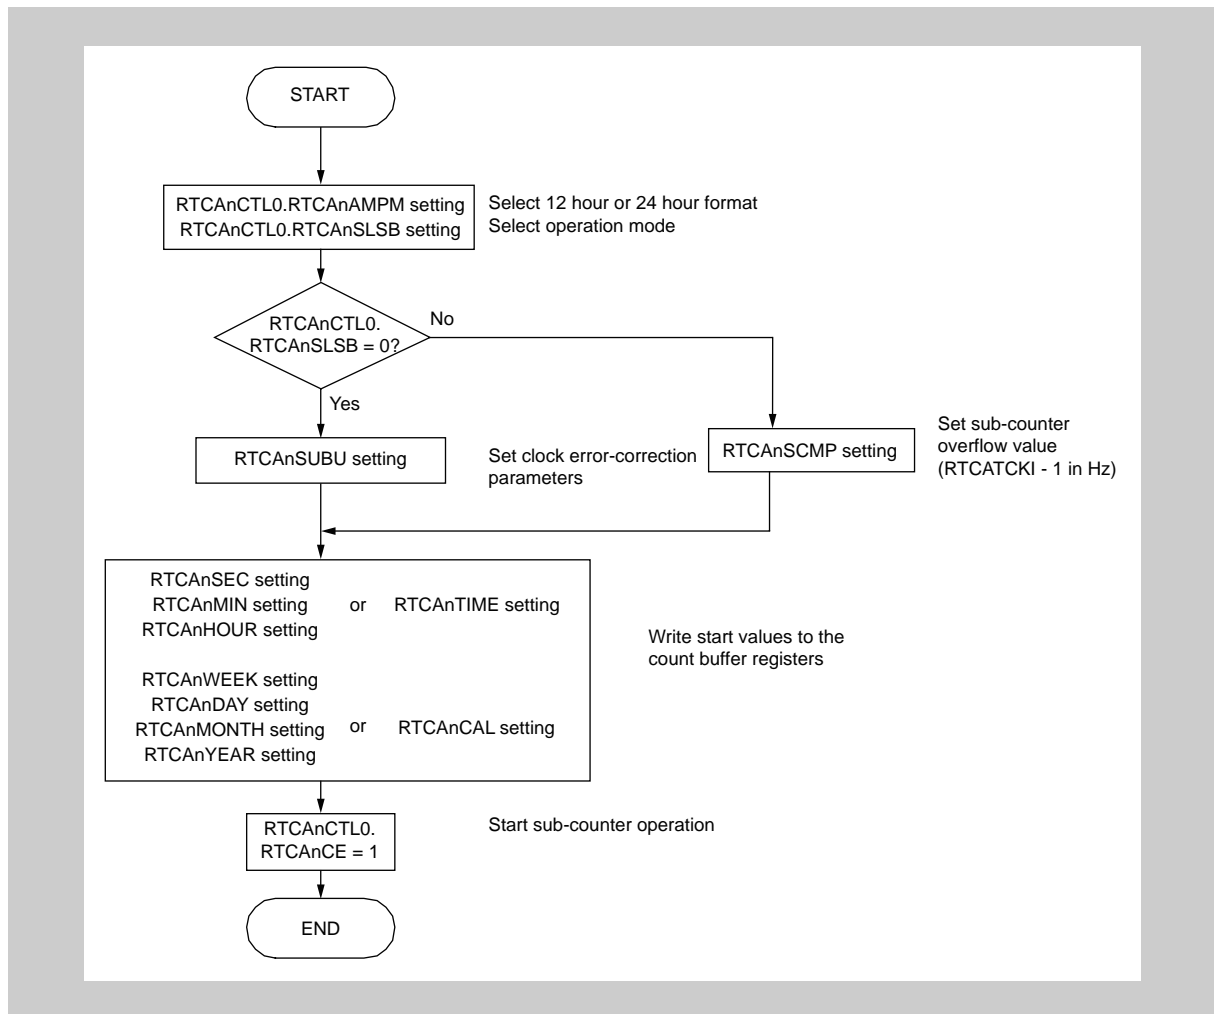 START
RTCAnCTL0.RTCAnAMPM setting
RTCAnCTL0.RTCAnSLSB setting
Select 12 hour or 24 hour format
Select operation mode
RTCAnCTL0.
RTCAnSLSB = 0?
No
Yes
RTCAnSUBU setting
Set clock error-correction
parameters
RTCAnSCMP setting
Set sub-counter
overflow value
(RTCATCKI - 1 in Hz)
RTCAnSEC setting
RTCAnMIN setting or RTCAnTIME setting
RTCAnHOUR setting
Write start values to the
count buffer registers
RTCAnWEEK setting
RTCAnDAY setting
RTCAnMONTH setting or RTCAnCAL setting
RTCAnYEAR setting
RTCAnCTL0.
RTCAnCE = 1
Start sub-counter operation
END